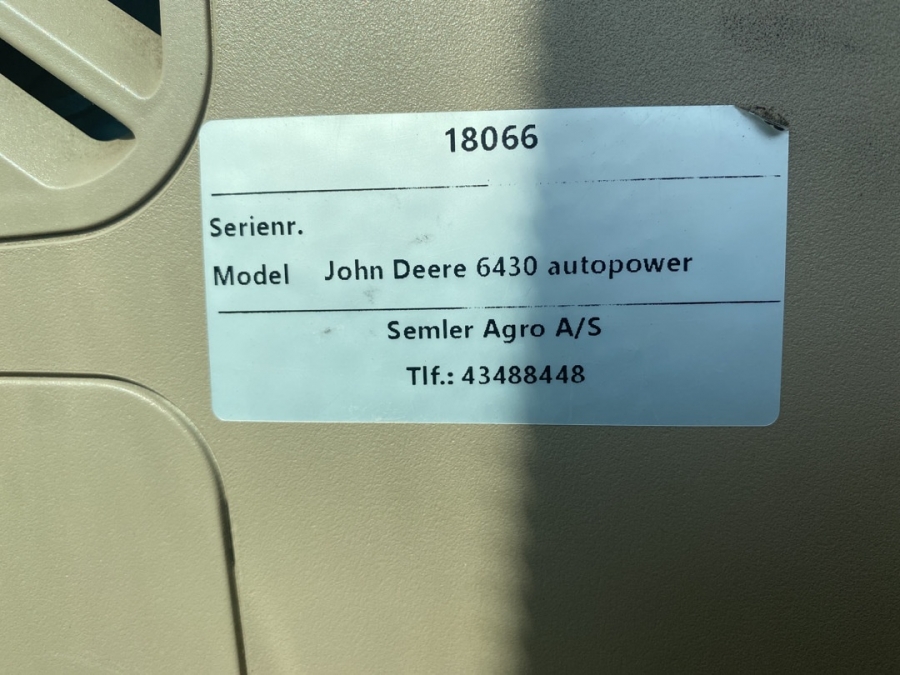 18066
Serienr.
Model John Deere 6430 autopower
Semler Agro A/S
Tlf.: 43488448